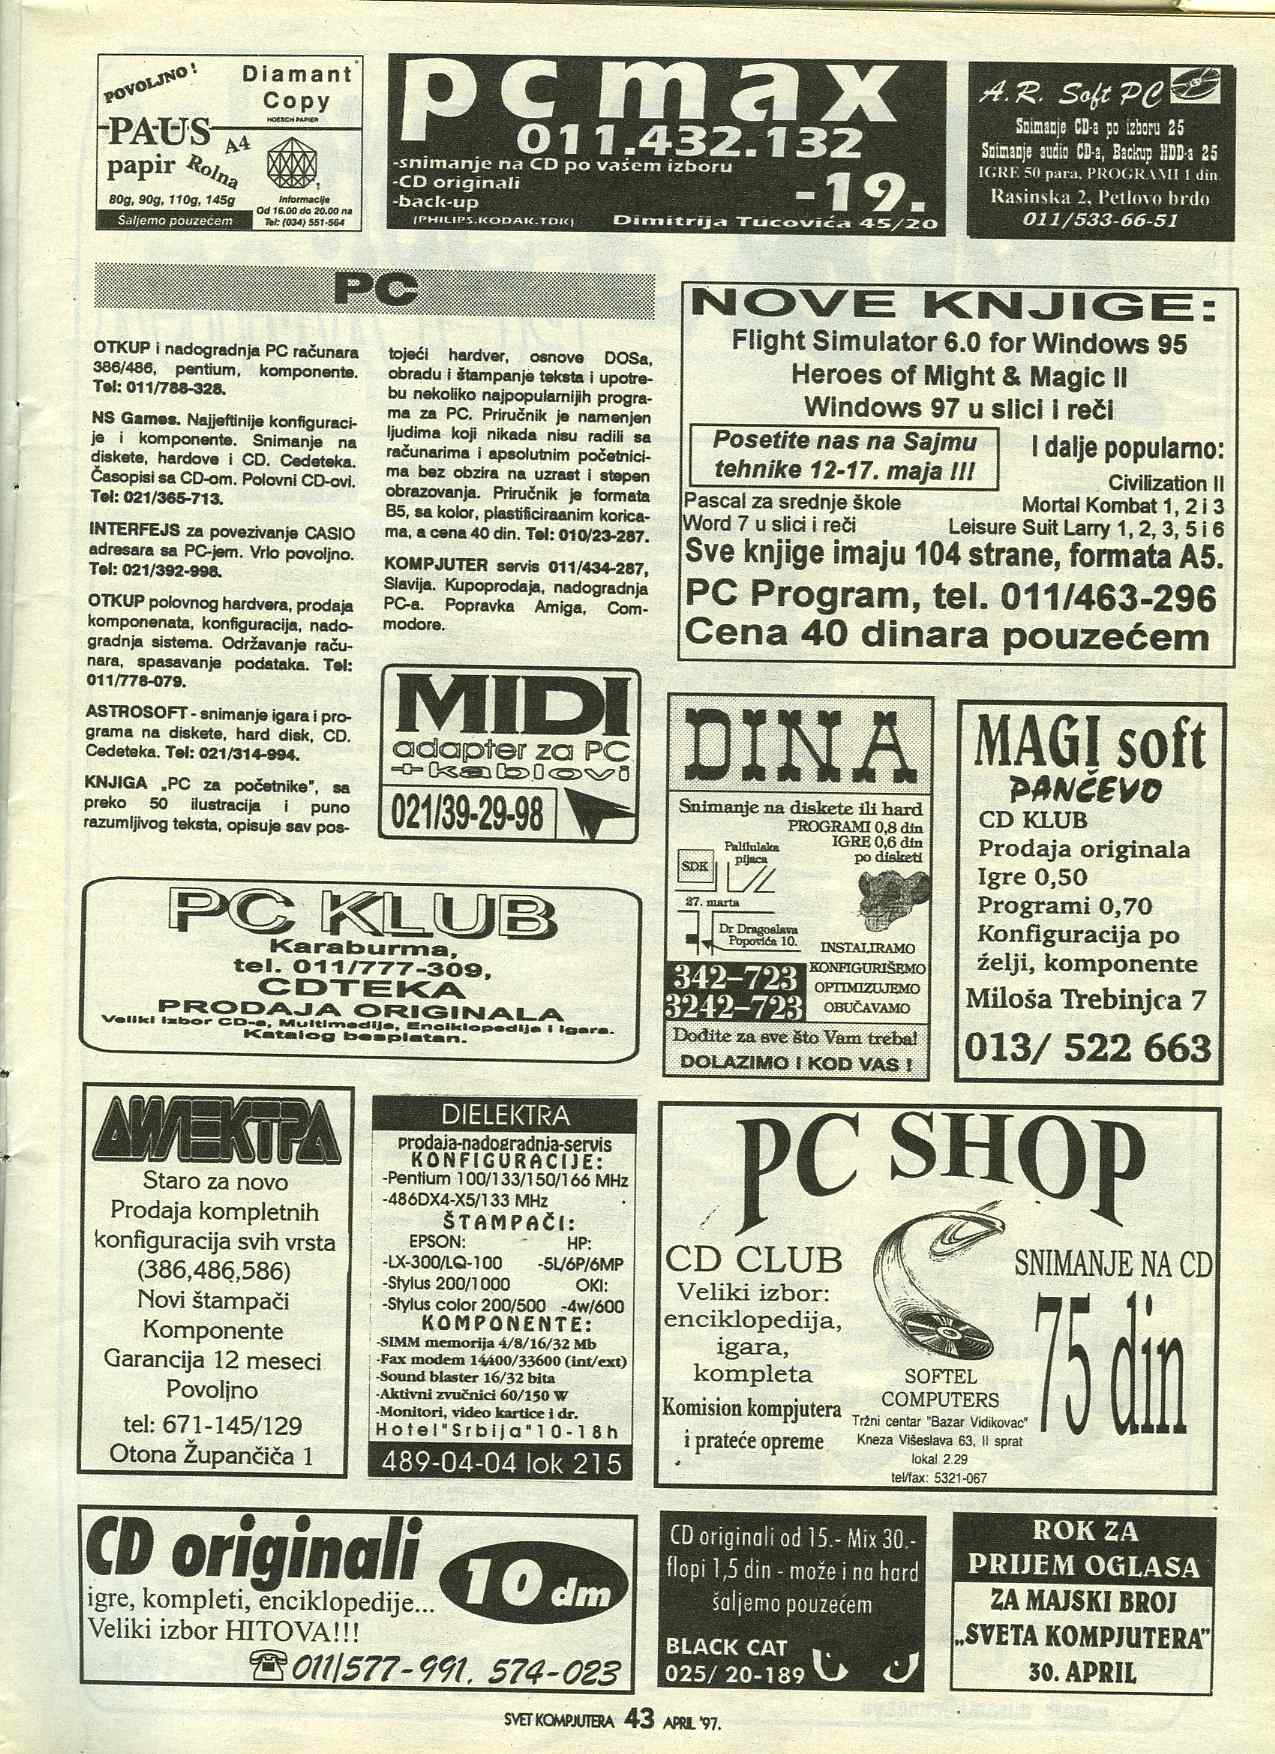 POVOLJNO!
PAUS
papir
Rolna
A4
80g, 90g, 110g, 145g
Šaljemo pouzećem
Diamant
Copy
HOESCH PAPIER
Informacije
Od 16.00 do 20.00 na
Tel: (034) 551-564
pcmax
011.432.132
-snimanje na CD po vašem izboru
-CD originali
-back-up
-19.
(PHILIPS.KODAK.TDK) Dimitrija Tucovića 45/20
A.R. Soft PC
Snimanje CD-a po izboru 25
Snimanje audio CD-a, Backup HDD-a 25
IGRE 50 para, PROGRAMI 1 din.
Rasinska 2, Petlovo brdo
011/533-66-51
PC
OTKUP i nadogradnja PC računara
386/486, pentium, komponente.
Tel: 011/788-328.
NS Games. Najjeftinije konfiguraci-
je i komponente. Snimanje na
diskete, hardove i CD. Cedeteka.
Časopisi sa CD-om. Polovni CD-ovi.
Tel: 021/365-713.
INTERFEJS za povezivanje CASIO
adresara sa PC-jem. Vrlo povoljno.
Tel: 021/392-998.
OTKUP polovnog hardvera, prodaja
komponenata, konfiguracija, nado-
gradnja sistema. Održavanje raču-
nara, spasavanje podataka. Tel:
011/778-079.
ASTROSOFT - snimanje igara i pro-
grama na diskete, hard disk, CD.
Cedeteka. Tel: 021/314-994.
KNJIGA „PC za početnike", sa
preko 50 ilustracija i puno
razumljivog teksta, opisuje sav pos-
tojeći hardver, osnove DOSa,
obradu i štampanje teksta i upotre-
bu nekoliko najpopularnijih progra-
ma za PC. Priručnik je namenjen
ljudima koji nikada nisu radili sa
računarima i apsolutnim početnici-
ma bez obzira na uzrast i stepen
obrazovanja. Priručnik je formata
B5, sa kolor, plastificiraanim korica-
ma, a cena 40 din. Tel: 010/23-287.
KOMPJUTER servis 011/434-287,
Slavija. Kupoprodaja, nadogradnja
PC-a. Popravka Amiga, Com-
modore.
MIDI
adapter za PC
+kablovi
021/39-29-98
NOVE KNJIGE:
Flight Simulator 6.0 for Windows 95
Heroes of Might & Magic II
Windows 97 u slici i reči
Posetite nas na Sajmu
tehnike 12-17. maja !!!
I dalje popularno:
Civilization II
Pascal za srednje škole Mortal Kombat 1, 2 i 3
Word 7 u slici i reči Leisure Suit Larry 1, 2, 3, 5 i 6
Sve knjige imaju 104 strane, formata A5.
PC Program, tel. 011/463-296
Cena 40 dinara pouzećem
DINA
Snimanje na diskete ili hard
PROGRAMI 0,8 din
IGRE 0,6 din
po disketi
Palilulska
pijaca
SDK
27. marta
Dr Dragoslava
Popovića 10.
INSTALIRAMO
KONFIGURIŠEMO
OPTIMIZUJEMO
OBUČAVAMO
342-723
3242-723
Dođite za sve što Vam treba!
DOLAZIMO I KOD VAS !
MAGI soft
PANČEVO
CD KLUB
Prodaja originala
Igre 0,50
Programi 0,70
Konfiguracija po
želji, komponente
Miloša Trebinjca 7
013/ 522 663
PC KLUB
Karaburma,
tel. 011/777-309,
CDTEKA
PRODAJA ORIGINALA
Veliki izbor CD-a, Multimedija, Enciklopedija i Igara.
Katalog besplatan.
ДИЈЕКТРА
Staro za novo
Prodaja kompletnih
konfiguracija svih vrsta
(386,486,586)
Novi štampači
Komponente
Garancija 12 meseci
Povoljno
tel: 671-145/129
Otona Župančiča 1
DIELEKTRA
prodaja-nadogradnja-servis
KONFIGURACIJE:
-Pentium 100/133/150/166 MHz
-486DX4-X5/133 MHz
ŠTAMPAČI:
EPSON: HP:
-LX-300/LQ-100 -5L/6P/6MP
-Stylus 200/1000 OKI:
-Stylus color 200/500 -4w/600
KOMPONENTE:
-SIMM memorija 4/8/16/32 Mb
-Fax modem 14400/33600 (int/ext)
-Sound blaster 16/32 bita
-Aktivni zvučnici 60/150 W
-Monitori, video kartice i dr.
Hotel"Srbija"10-18h
489-04-04 lok 215
PC SHOP
CD CLUB
Veliki izbor:
enciklopedija,
igara,
kompleta
Komision kompjutera
i prateće opreme
SNIMANJE NA CD
75 din
SOFTEL
COMPUTERS
Tržni centar "Bazar Vidikovac"
Kneza Višeslava 63, II sprat
lokal 2.29
tel/fax: 5321-067
CD originali
10 dm
igre, kompleti, enciklopedije...
Veliki izbor HITOVA!!!
011/577-991, 574-023
CD originali od 15.- Mix 30.-
flopi 1,5 din - može i na hard
šaljemo pouzećem
BLACK CAT
025/ 20-189
ROK ZA
PRIJEM OGLASA
ZA MAJSKI BROJ
„SVETA KOMPJUTERA"
30. APRIL
SVET KOMPJUTERA 43 APRIL '97.